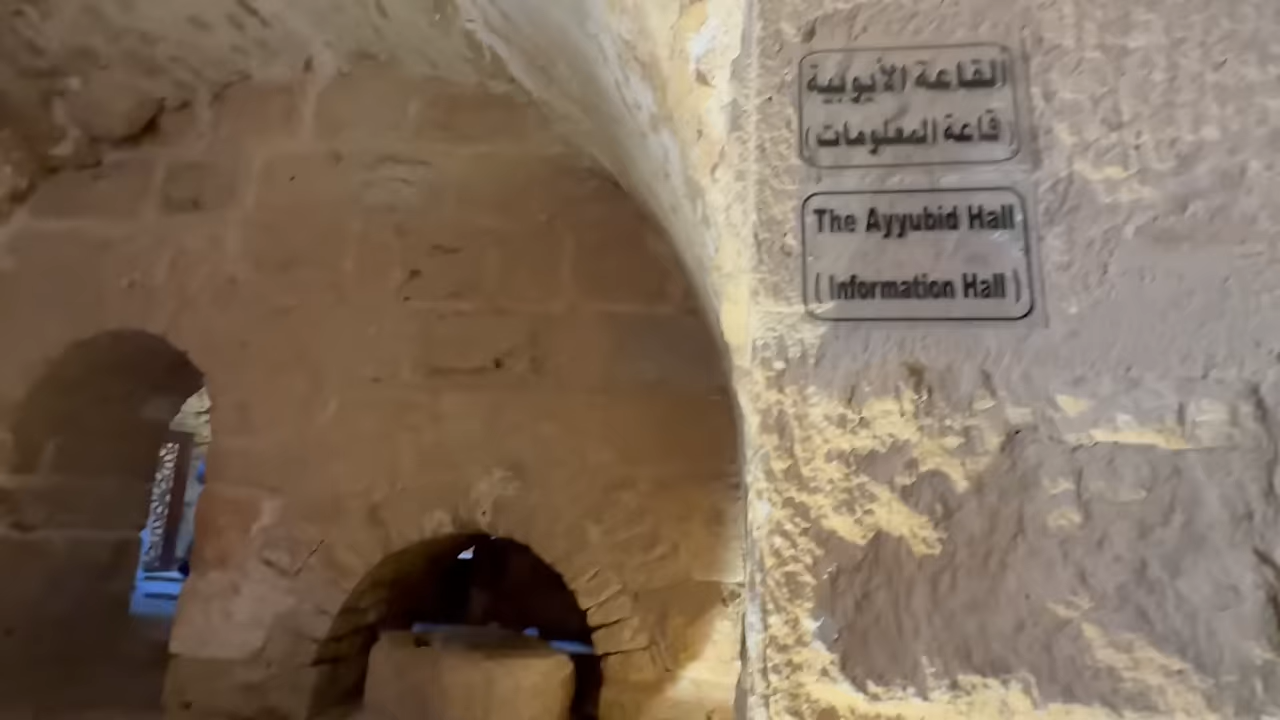 القاعة الأيوبية
(قاعة المعلومات)
The Ayyubid Hall
(Information Hall)